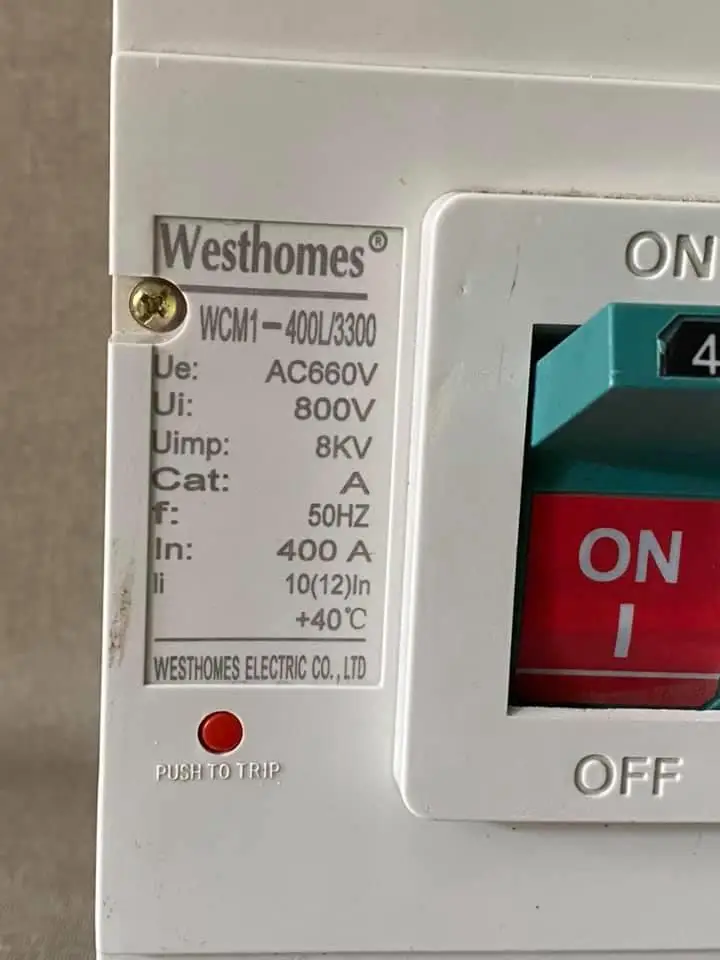 Westhomes®
WCM1-400L/3300
Ue: AC660V
Ui: 800V
Uimp: 8KV
Cat: A
f: 50HZ
In: 400 A
Ii 10(12)In
+40℃
WESTHOMES ELECTRIC CO., LTD
PUSH TO TRIP
ON
4
ON
I
OFF